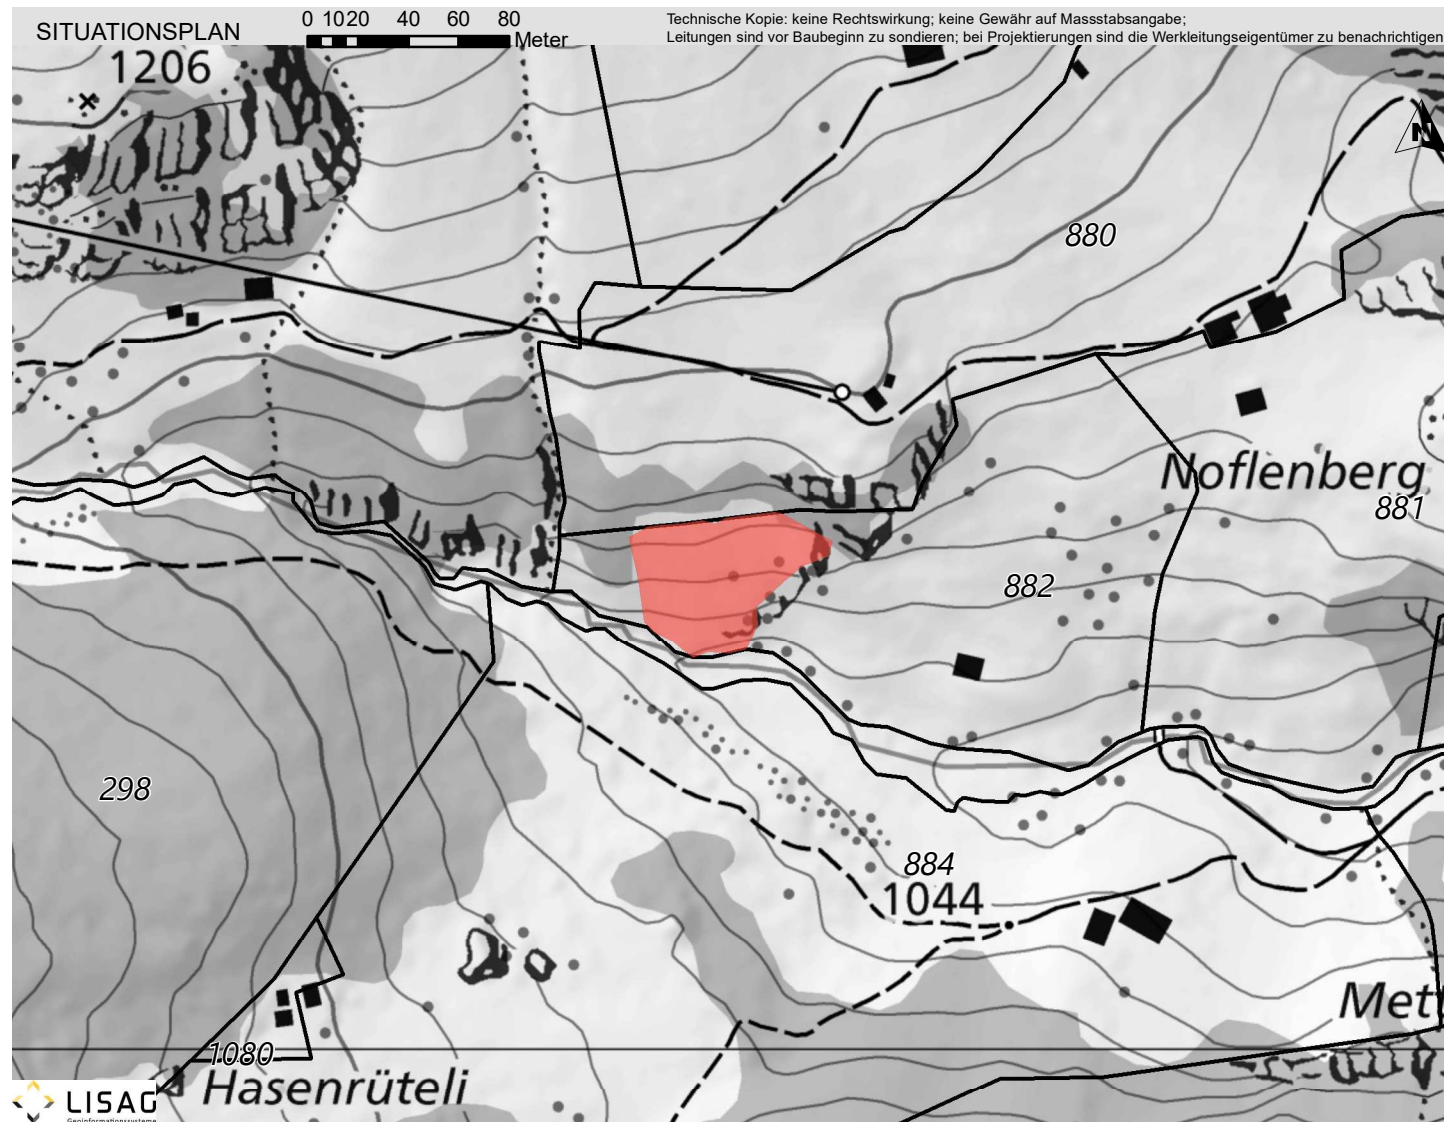 SITUATIONSPLAN
0 10 20 40 60 80
Meter
Technische Kopie: keine Rechtswirkung; keine Gewähr auf Massstabsangabe;
Leitungen sind vor Baubeginn zu sondieren; bei Projektierungen sind die Werkleitungseigentümer zu benachrichtigen
1206
N
880
Noflenberg
881
882
298
884
1044
Mett
1080
Hasenrüteli
LISAG
Geoinformationssysteme